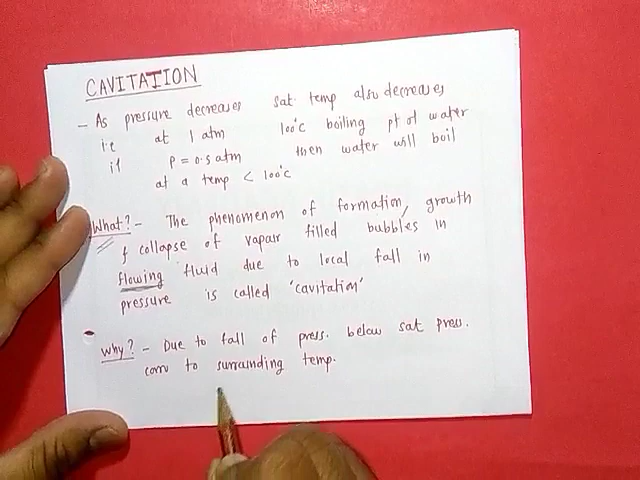 CAVITATION
- As pressure decreases sat. temp also decreases
i.e at 1 atm 100°c boiling pt of water
if P = 0.5 atm then water will boil
at a temp < 100°c
What? - The phenomenon of formation, growth
& collapse of vapour filled bubbles in
flowing fluid due to local fall in
pressure is called 'cavitation'
Why? - Due to fall of press. below sat press.
corr to surrounding temp.